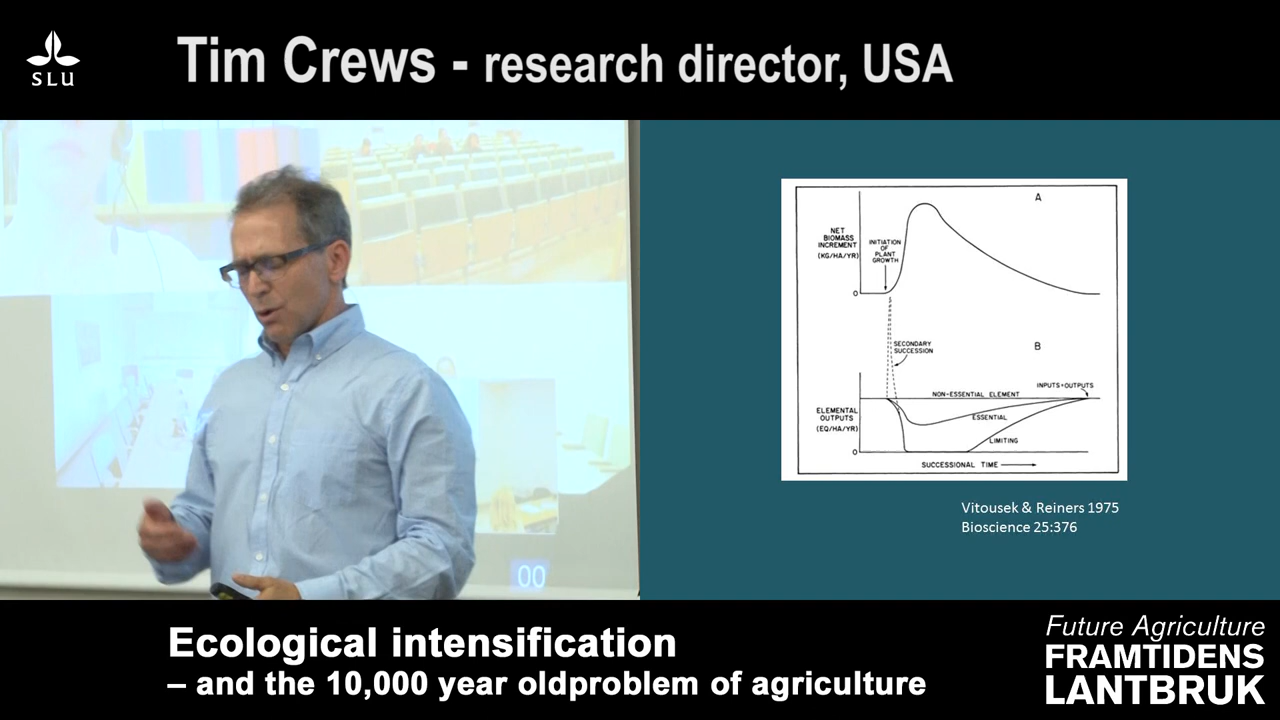 SLU
Tim Crews - research director, USA
A
NET
BIOMASS
INCREMENT
(KG/HA/YR)
INITIATION
OF
PLANT
GROWTH
0
SECONDARY
SUCCESSION
B
INPUTS=OUTPUTS
NON-ESSENTIAL ELEMENT
ELEMENTAL
OUTPUTS
(EQ/HA/YR)
ESSENTIAL
LIMITING
0
SUCCESSIONAL TIME
Vitousek & Reiners 1975
Bioscience 25:376
00
Ecological intensification
– and the 10,000 year oldproblem of agriculture
Future Agriculture
FRAMTIDENS
LANTBRUK